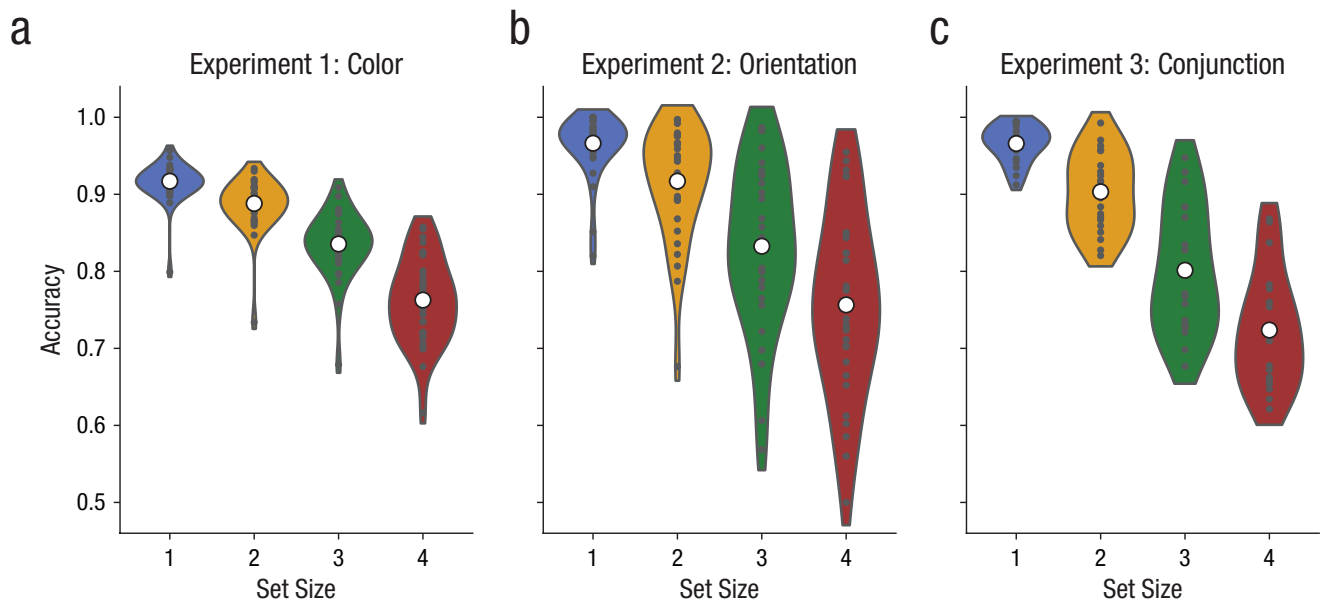 a
b
c
Experiment 1: Color
Experiment 2: Orientation
Experiment 3: Conjunction
Accuracy
1.0
0.9
0.8
0.7
0.6
0.5
1 2 3 4
1 2 3 4
1 2 3 4
Set Size
Set Size
Set Size